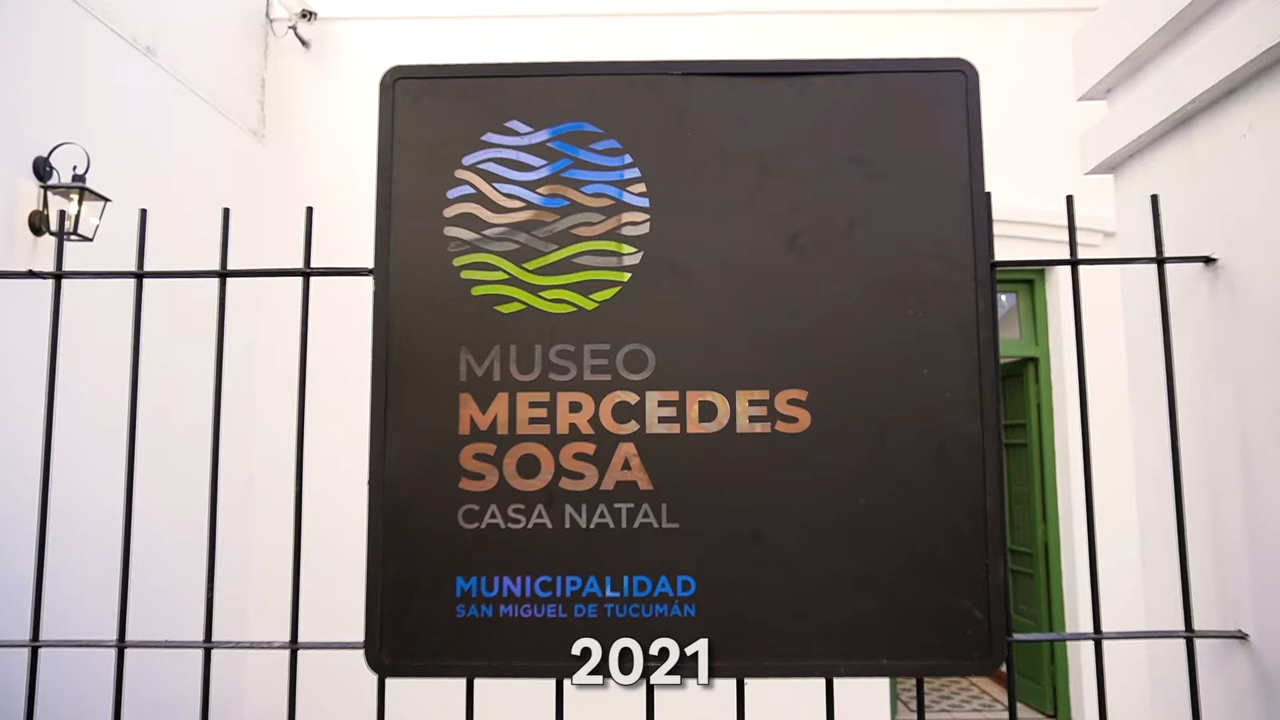 MUSEO
MERCEDES
SOSA
CASA NATAL
MUNICIPALIDAD
SAN MIGUEL DE TUCUMÁN
2021